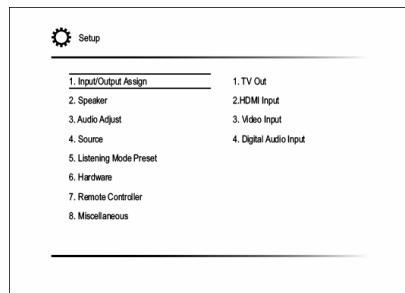 Setup
1. Input/Output Assign
2. Speaker
3. Audio Adjust
4. Source
5. Listening Mode Preset
6. Hardware
7. Remote Controller
8. Miscellaneous
1. TV Out
2.HDMI Input
3. Video Input
4. Digital Audio Input